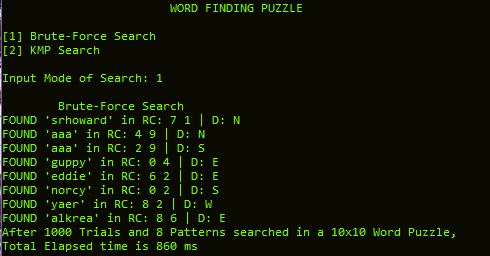 WORD FINDING PUZZLE
[1] Brute-Force Search
[2] KMP Search
Input Mode of Search: 1
Brute-Force Search
FOUND 'srhoward' in RC: 7 1 | D: N
FOUND 'aaa' in RC: 4 9 | D: N
FOUND 'aaa' in RC: 2 9 | D: S
FOUND 'guppy' in RC: 0 4 | D: E
FOUND 'eddie' in RC: 6 2 | D: E
FOUND 'norcy' in RC: 0 2 | D: S
FOUND 'yaer' in RC: 8 2 | D: W
FOUND 'alkrea' in RC: 8 6 | D: E
After 1000 Trials and 8 Patterns searched in a 10x10 Word Puzzle,
Total Elapsed time is 860 ms